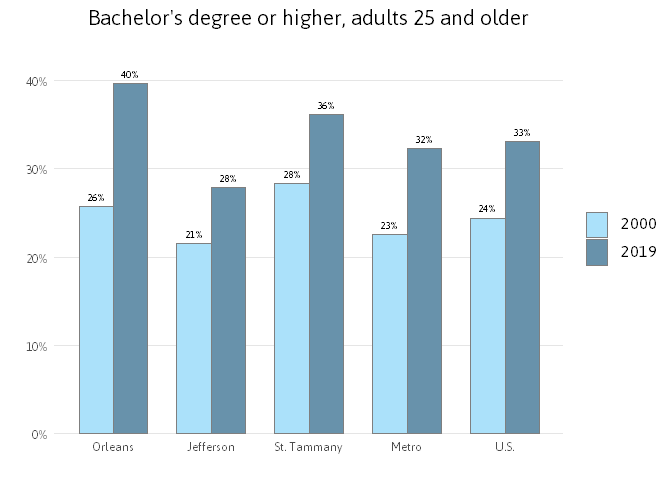 Bachelor's degree or higher, adults 25 and older
40%
30%
20%
10%
0%
26%
40%
21%
28%
28%
36%
23%
32%
24%
33%
Orleans
Jefferson
St. Tammany
Metro
U.S.
2000
2019